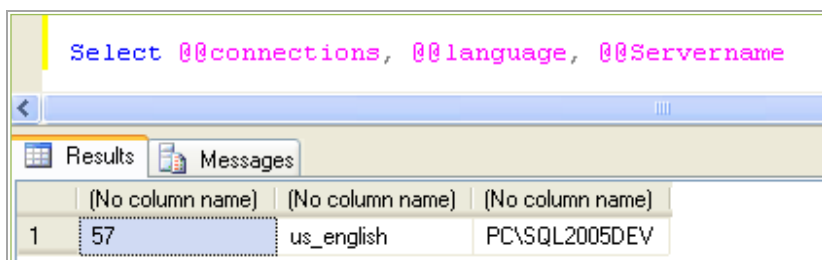 Select @@connections, @@language, @@Servername
Results Messages
(No column name) (No column name) (No column name)
1 57 us_english PC\SQL2005DEV